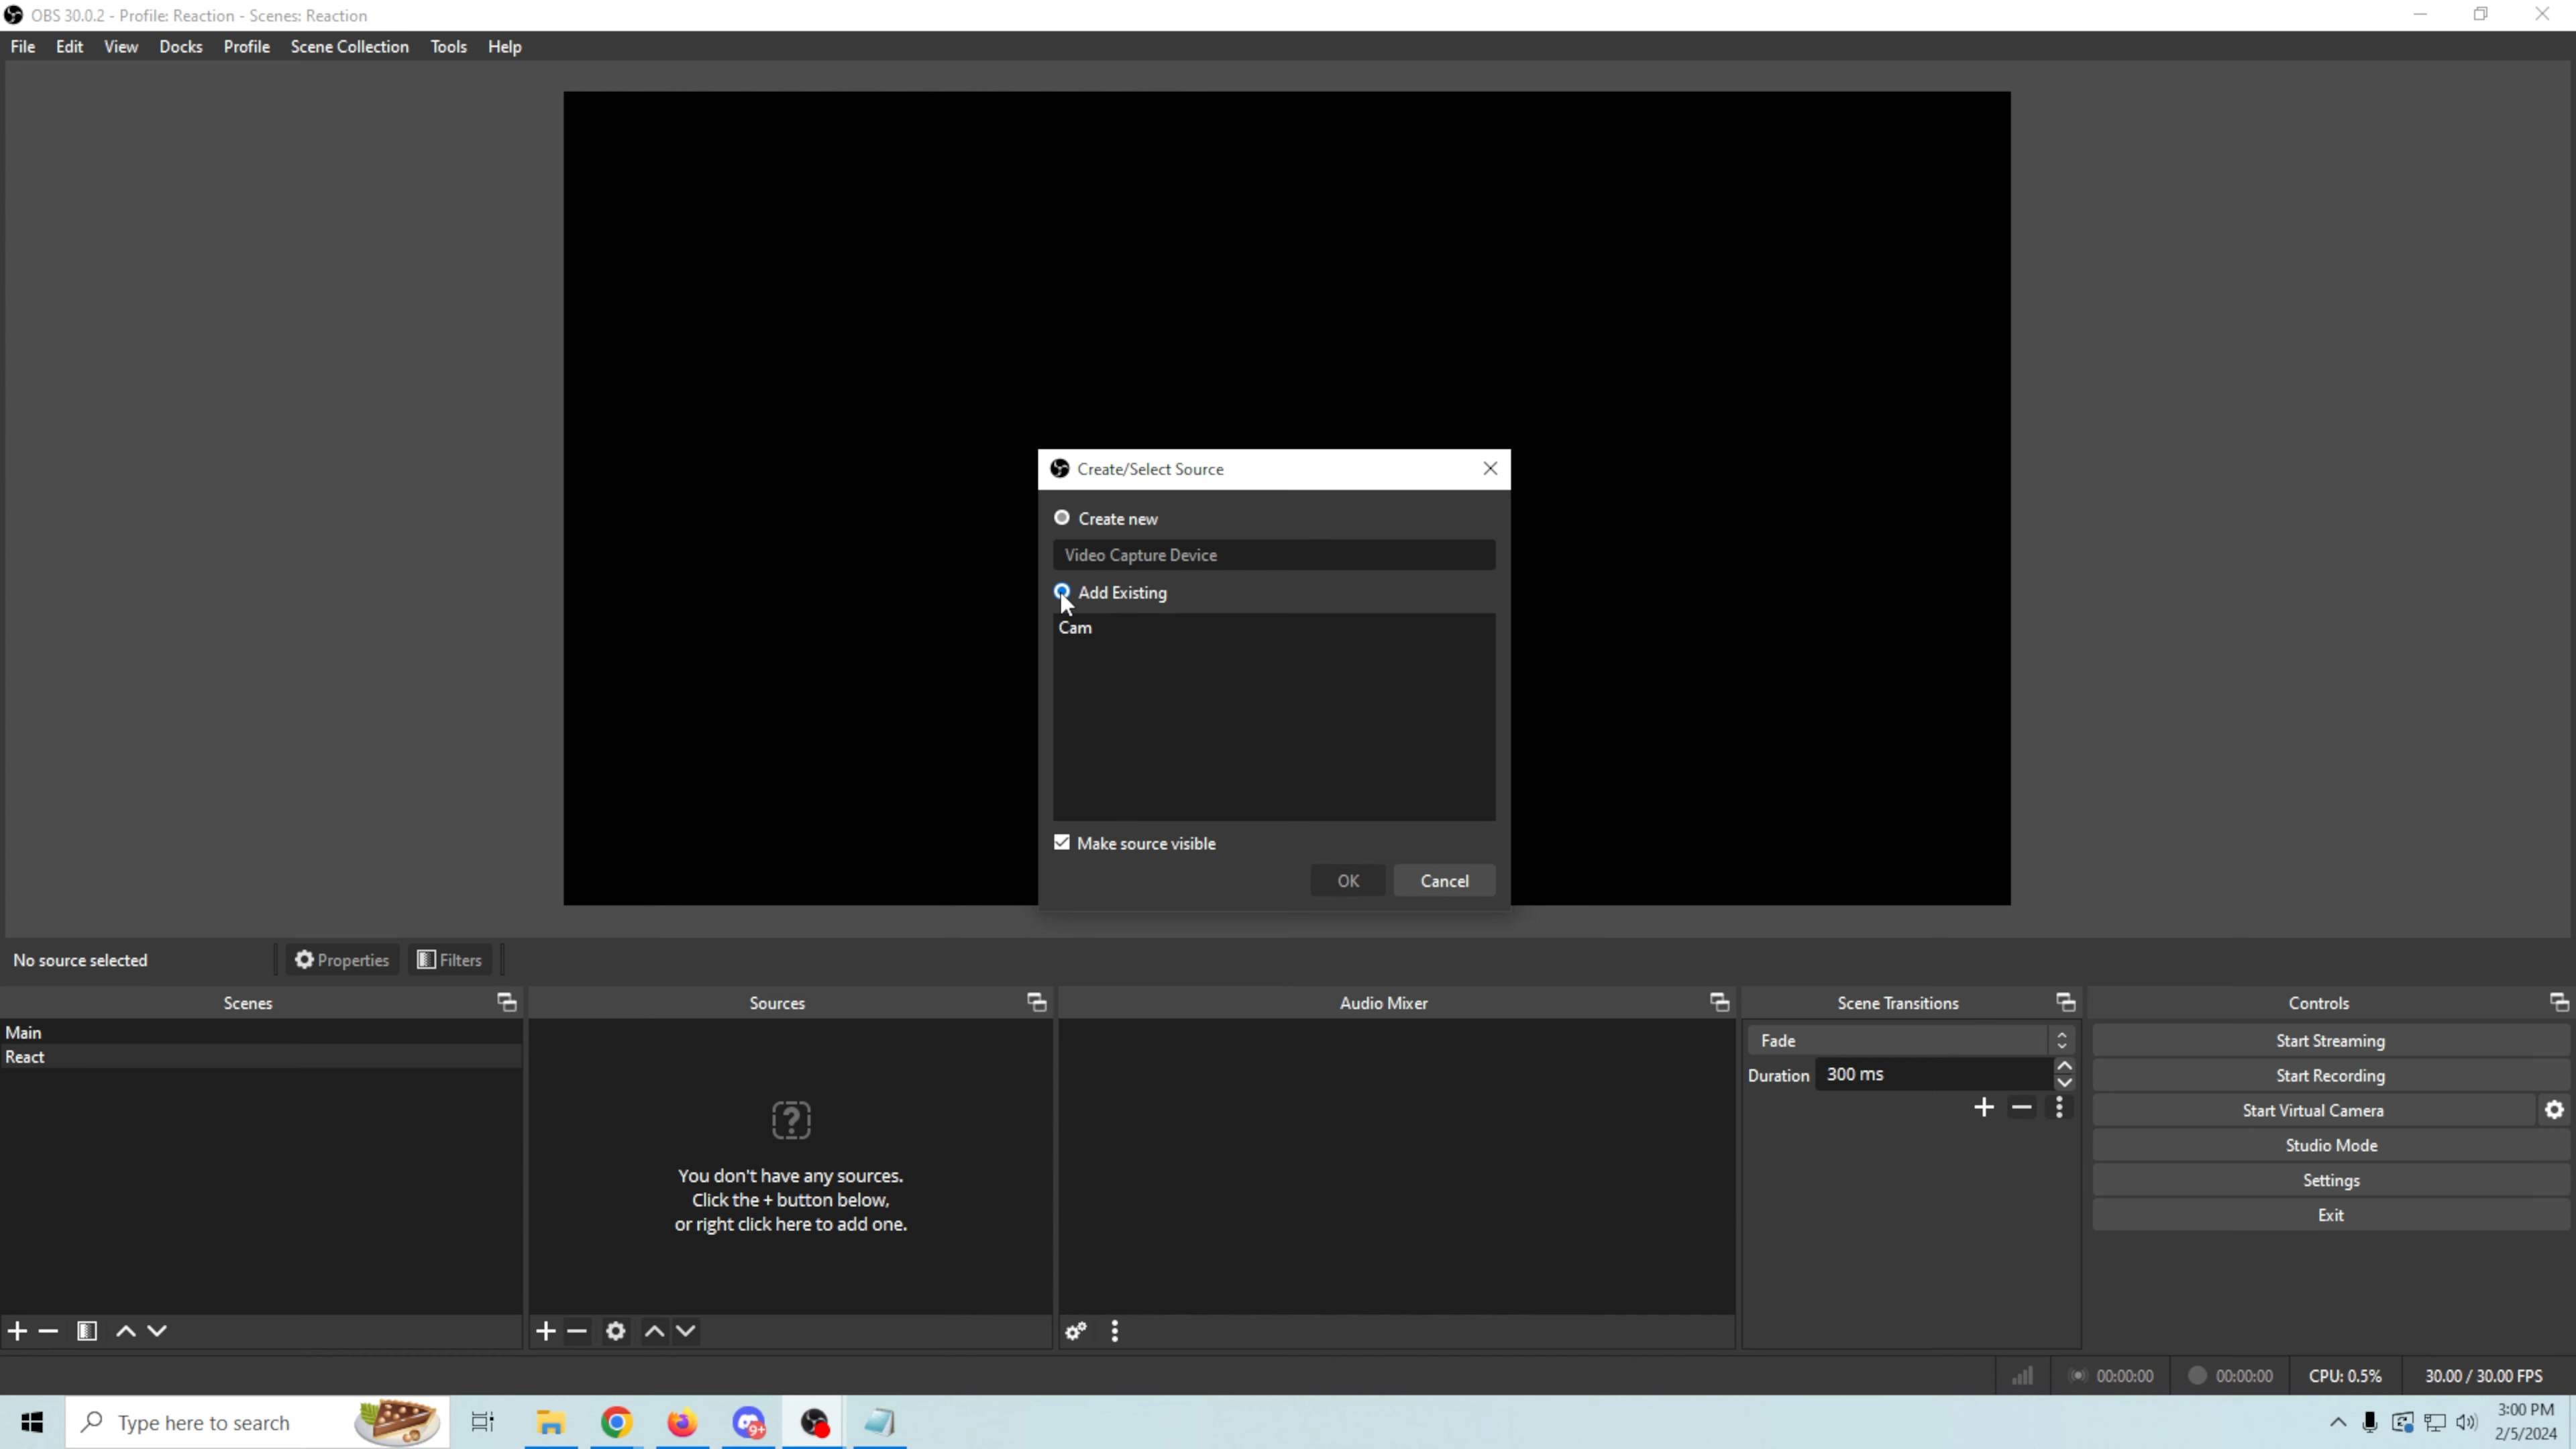 OBS 30.0.2 - Profile: Reaction - Scenes: Reaction
File Edit View Docks Profile Scene Collection Tools Help
Create/Select Source
Create new
Video Capture Device
Add Existing
Cam
Make source visible
OK Cancel
No source selected Properties Filters
Scenes Sources Audio Mixer Scene Transitions Controls
Main
React
You don't have any sources.
Click the + button below,
or right click here to add one.
Fade
Duration 300 ms
Start Streaming
Start Recording
Start Virtual Camera
Studio Mode
Settings
Exit
00:00:00 00:00:00 CPU: 0.5% 30.00 / 30.00 FPS
Type here to search 9+
3:00 PM
2/5/2024